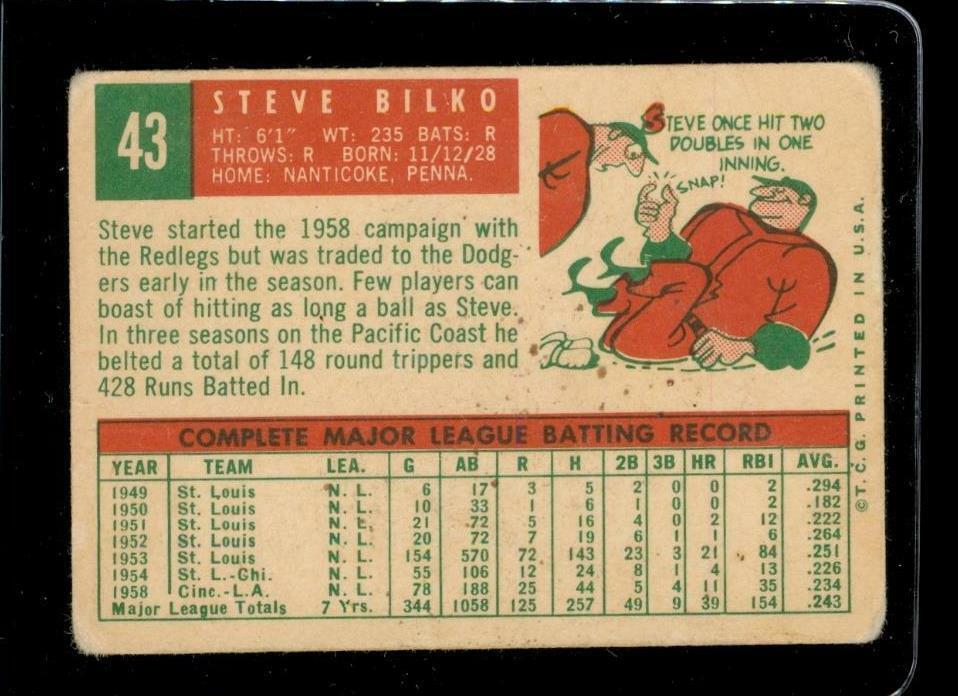 43
STEVE BILKO
HT: 6'1" WT: 235 BATS: R
THROWS: R BORN: 11/12/28
HOME: NANTICOKE, PENNA.
STEVE ONCE HIT TWO
DOUBLES IN ONE
INNING.
SNAP!
Steve started the 1958 campaign with
the Redlegs but was traded to the Dodg-
ers early in the season. Few players can
boast of hitting as long a ball as Steve.
In three seasons on the Pacific Coast he
belted a total of 148 round trippers and
428 Runs Batted In.
COMPLETE MAJOR LEAGUE BATTING RECORD
YEAR TEAM LEA. G AB R H 2B 3B HR RBI AVG.
1949 St. Louis N. L. 6 17 3 5 2 0 0 2 .294
1950 St. Louis N. L. 10 33 1 6 1 0 0 2 .182
1951 St. Louis N. L. 21 72 5 16 4 0 2 12 .222
1952 St. Louis N. L. 20 72 7 19 6 1 1 6 .264
1953 St. Louis N. L. 154 570 72 143 23 3 21 84 .251
1954 St. L.-Chi. N. L. 55 106 12 24 8 1 4 13 .226
1958 Cinc.-L.A. N. L. 78 188 25 44 5 4 11 35 .234
Major League Totals 7 Yrs. 344 1058 125 257 49 9 39 154 .243
©T. C. G. PRINTED IN U.S.A.